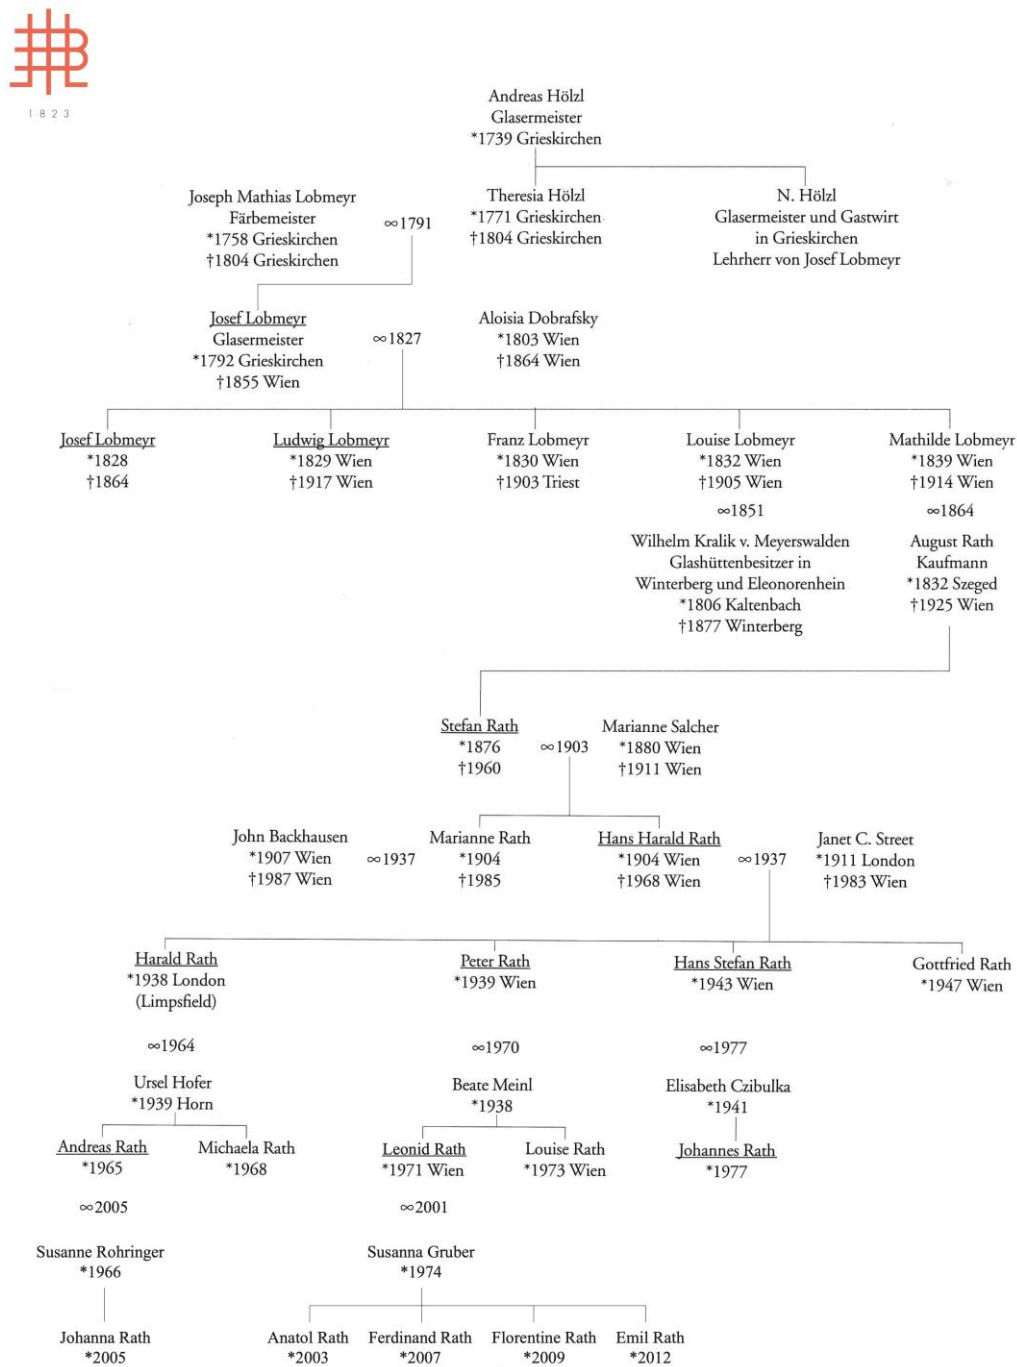 1823
Andreas Hölzl
Glasermeister
*1739 Grieskirchen
Joseph Mathias Lobmeyr
Färbemeister
*1758 Grieskirchen
†1804 Grieskirchen
∞1791
Theresia Hölzl
*1771 Grieskirchen
†1804 Grieskirchen
N. Hölzl
Glasermeister und Gastwirt
in Grieskirchen
Lehrherr von Josef Lobmeyr
Josef Lobmeyr
Glasermeister
*1792 Grieskirchen
†1855 Wien
∞1827
Aloisia Dobrafsky
*1803 Wien
†1864 Wien
Josef Lobmeyr
*1828
†1864
Ludwig Lobmeyr
*1829 Wien
†1917 Wien
Franz Lobmeyr
*1830 Wien
†1903 Triest
Louise Lobmeyr
*1832 Wien
†1905 Wien
∞1851
Wilhelm Kralik v. Meyerswalden
Glashüttenbesitzer in
Winterberg und Eleonorenhein
*1806 Kaltenbach
†1877 Winterberg
Mathilde Lobmeyr
*1839 Wien
†1914 Wien
∞1864
August Rath
Kaufmann
*1832 Szeged
†1925 Wien
Stefan Rath
*1876
†1960
∞1903
Marianne Salcher
*1880 Wien
†1911 Wien
John Backhausen
*1907 Wien
†1987 Wien
∞1937
Marianne Rath
*1904
†1985
Hans Harald Rath
*1904 Wien
†1968 Wien
∞1937
Janet C. Street
*1911 London
†1983 Wien
Harald Rath
*1938 London
(Limpsfield)
∞1964
Ursel Hofer
*1939 Horn
Peter Rath
*1939 Wien
∞1970
Beate Meinl
*1938
Hans Stefan Rath
*1943 Wien
∞1977
Elisabeth Czibulka
*1941
Gottfried Rath
*1947 Wien
Andreas Rath
*1965
∞2005
Susanne Rohringer
*1966
Michaela Rath
*1968
Leonid Rath
*1971 Wien
∞2001
Susanna Gruber
*1974
Louise Rath
*1973 Wien
Johannes Rath
*1977
Johanna Rath
*2005
Anatol Rath
*2003
Ferdinand Rath
*2007
Florentine Rath
*2009
Emil Rath
*2012